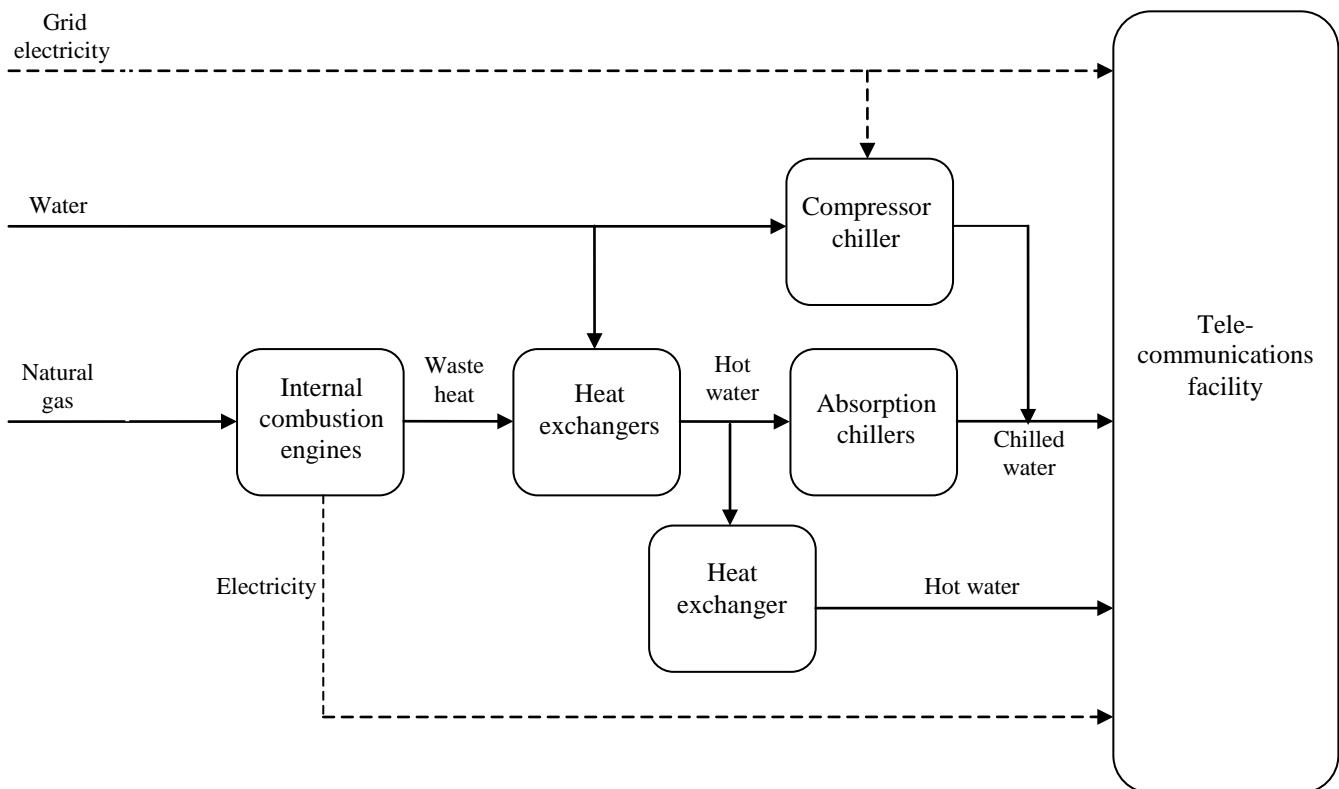 Grid
electricity
Water
Compressor
chiller
Natural
gas
Internal
combustion
engines
Waste
heat
Heat
exchangers
Hot
water
Absorption
chillers
Chilled
water
Tele-
communications
facility
Electricity
Heat
exchanger
Hot water